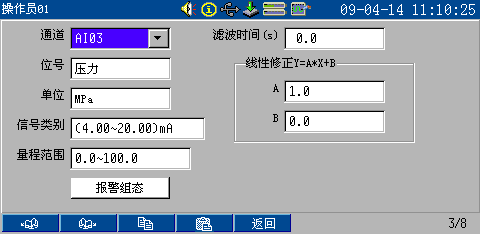 操作员01
09-04-14 11:10:25
通道 AI03
滤波时间(s) 0.0
位号 压力
线性修正Y=A*X+B
单位 MPa
A 1.0
信号类别 (4.00~20.00)mA
B 0.0
量程范围 0.0~100.0
报警组态
返回
3/8